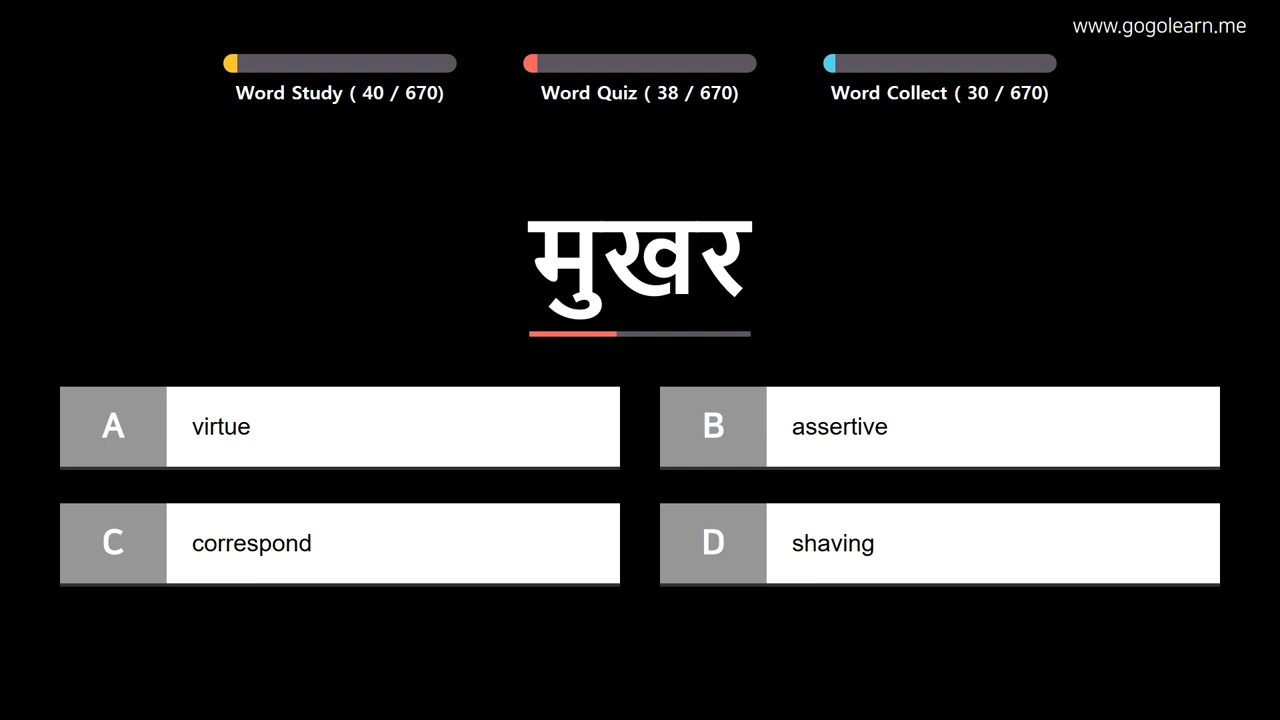 www.gogolearn.me
Word Study ( 40 / 670)
Word Quiz ( 38 / 670)
Word Collect ( 30 / 670)
मुखर
A virtue
B assertive
C correspond
D shaving